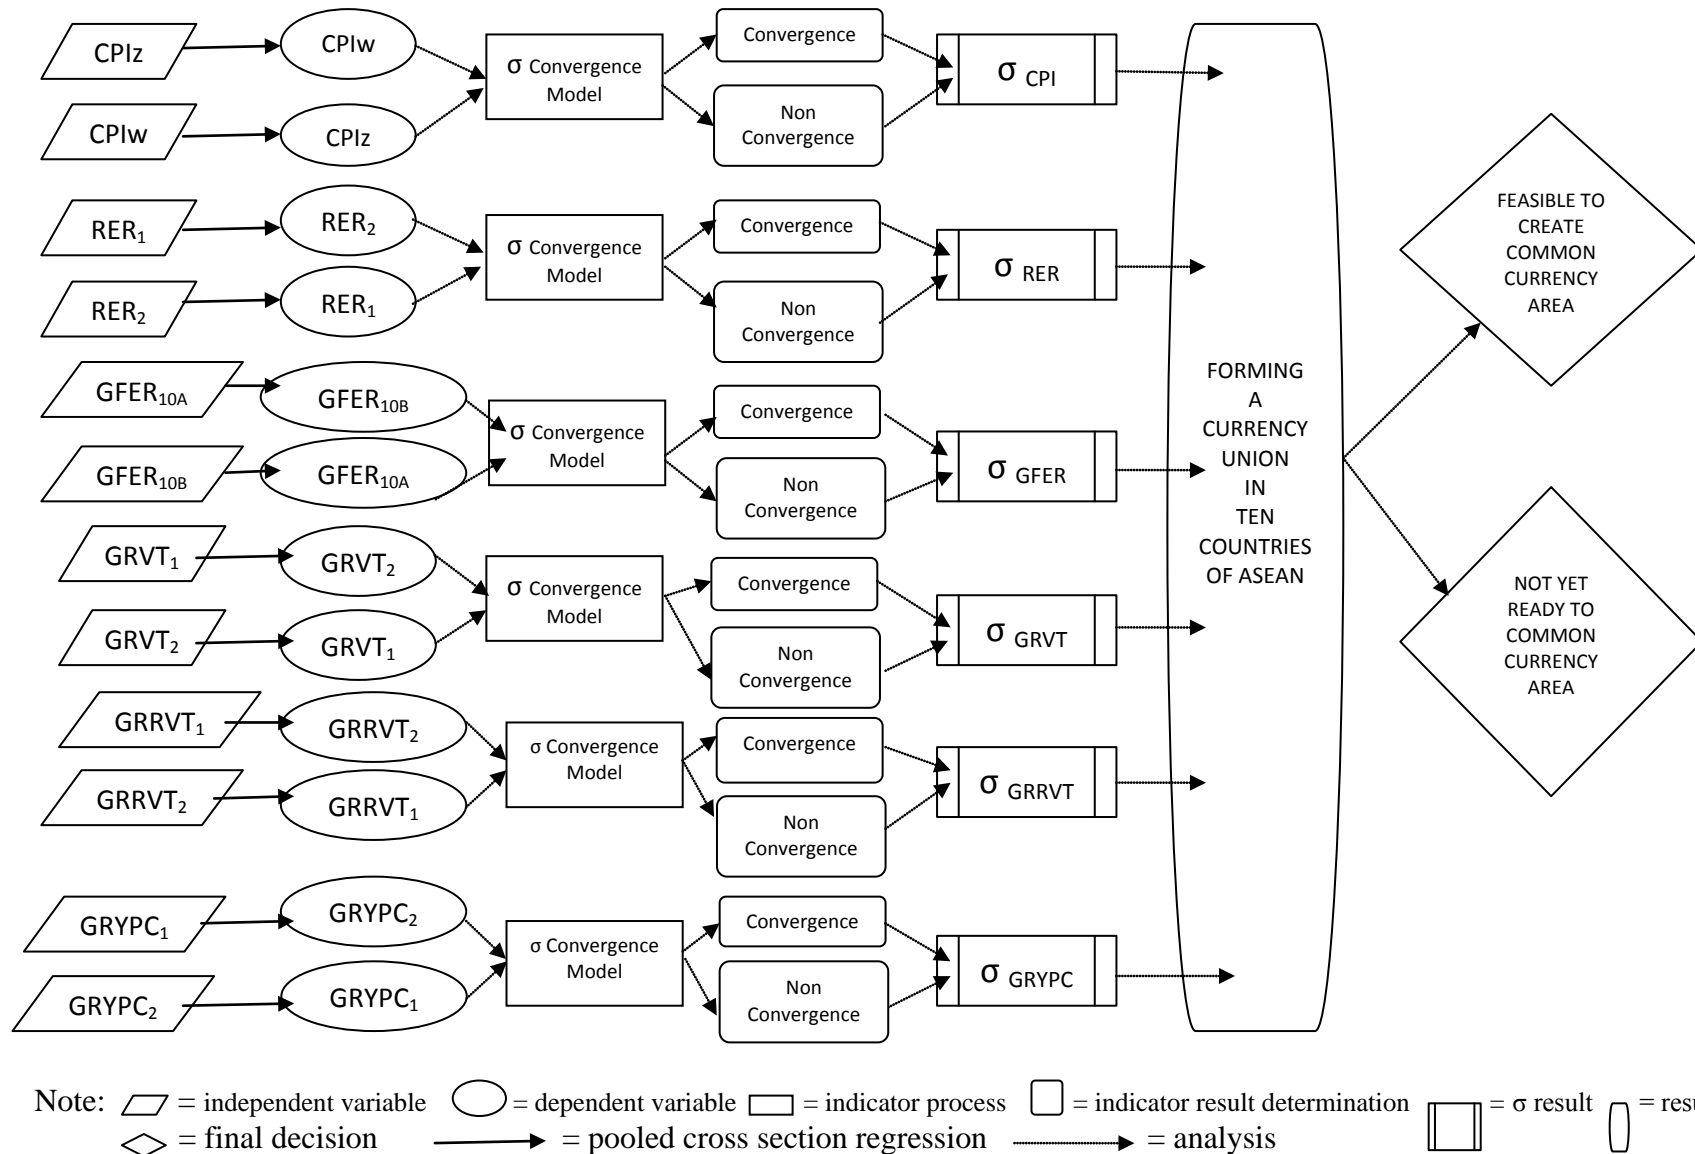 CPIz
CPIw
σ Convergence
Model
Convergence
Non
Convergence
σ CPI
CPIw
CPIz
RER1
RER2
σ Convergence
Model
Convergence
Non
Convergence
σ RER
RER2
RER1
GFER10A
GFER10B
σ Convergence
Model
Convergence
Non
Convergence
σ GFER
GFER10B
GFER10A
GRVT1
GRVT2
σ Convergence
Model
Convergence
Non
Convergence
σ GRVT
GRVT2
GRVT1
GRRVT1
GRRVT2
σ Convergence
Model
Convergence
Non
Convergence
σ GRRVT
GRRVT2
GRRVT1
GRYPC1
GRYPC2
σ Convergence
Model
Convergence
Non
Convergence
σ GRYPC
GRYPC2
GRYPC1
FORMING
A
CURRENCY
UNION
IN
TEN
COUNTRIES
OF ASEAN
FEASIBLE TO
CREATE
COMMON
CURRENCY
AREA
NOT YET
READY TO
COMMON
CURRENCY
AREA
Note: = independent variable = dependent variable = indicator process = indicator result determination = σ result = resu
= final decision = pooled cross section regression = analysis